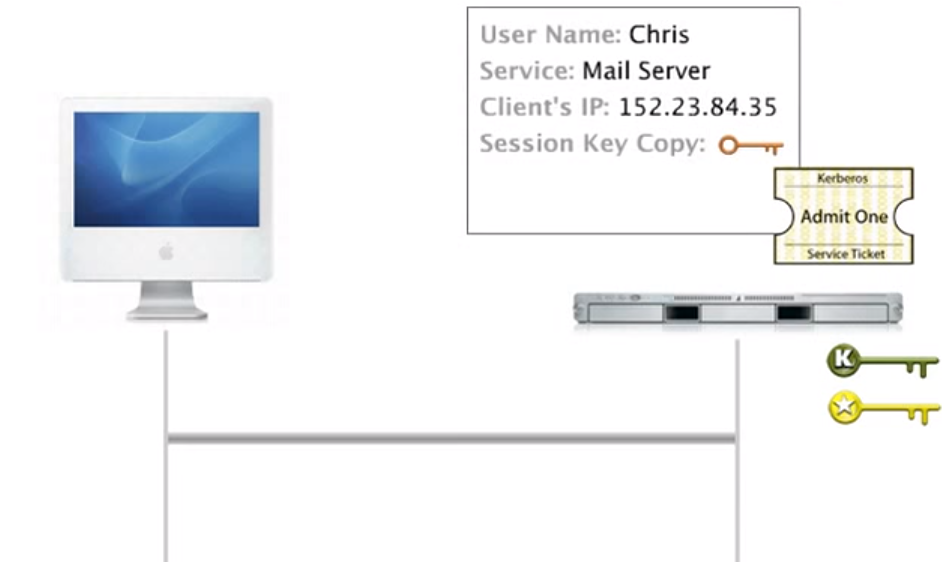 User Name: Chris
Service: Mail Server
Client's IP: 152.23.84.35
Session Key Copy:
Kerberos
Admit One
Service Ticket
K